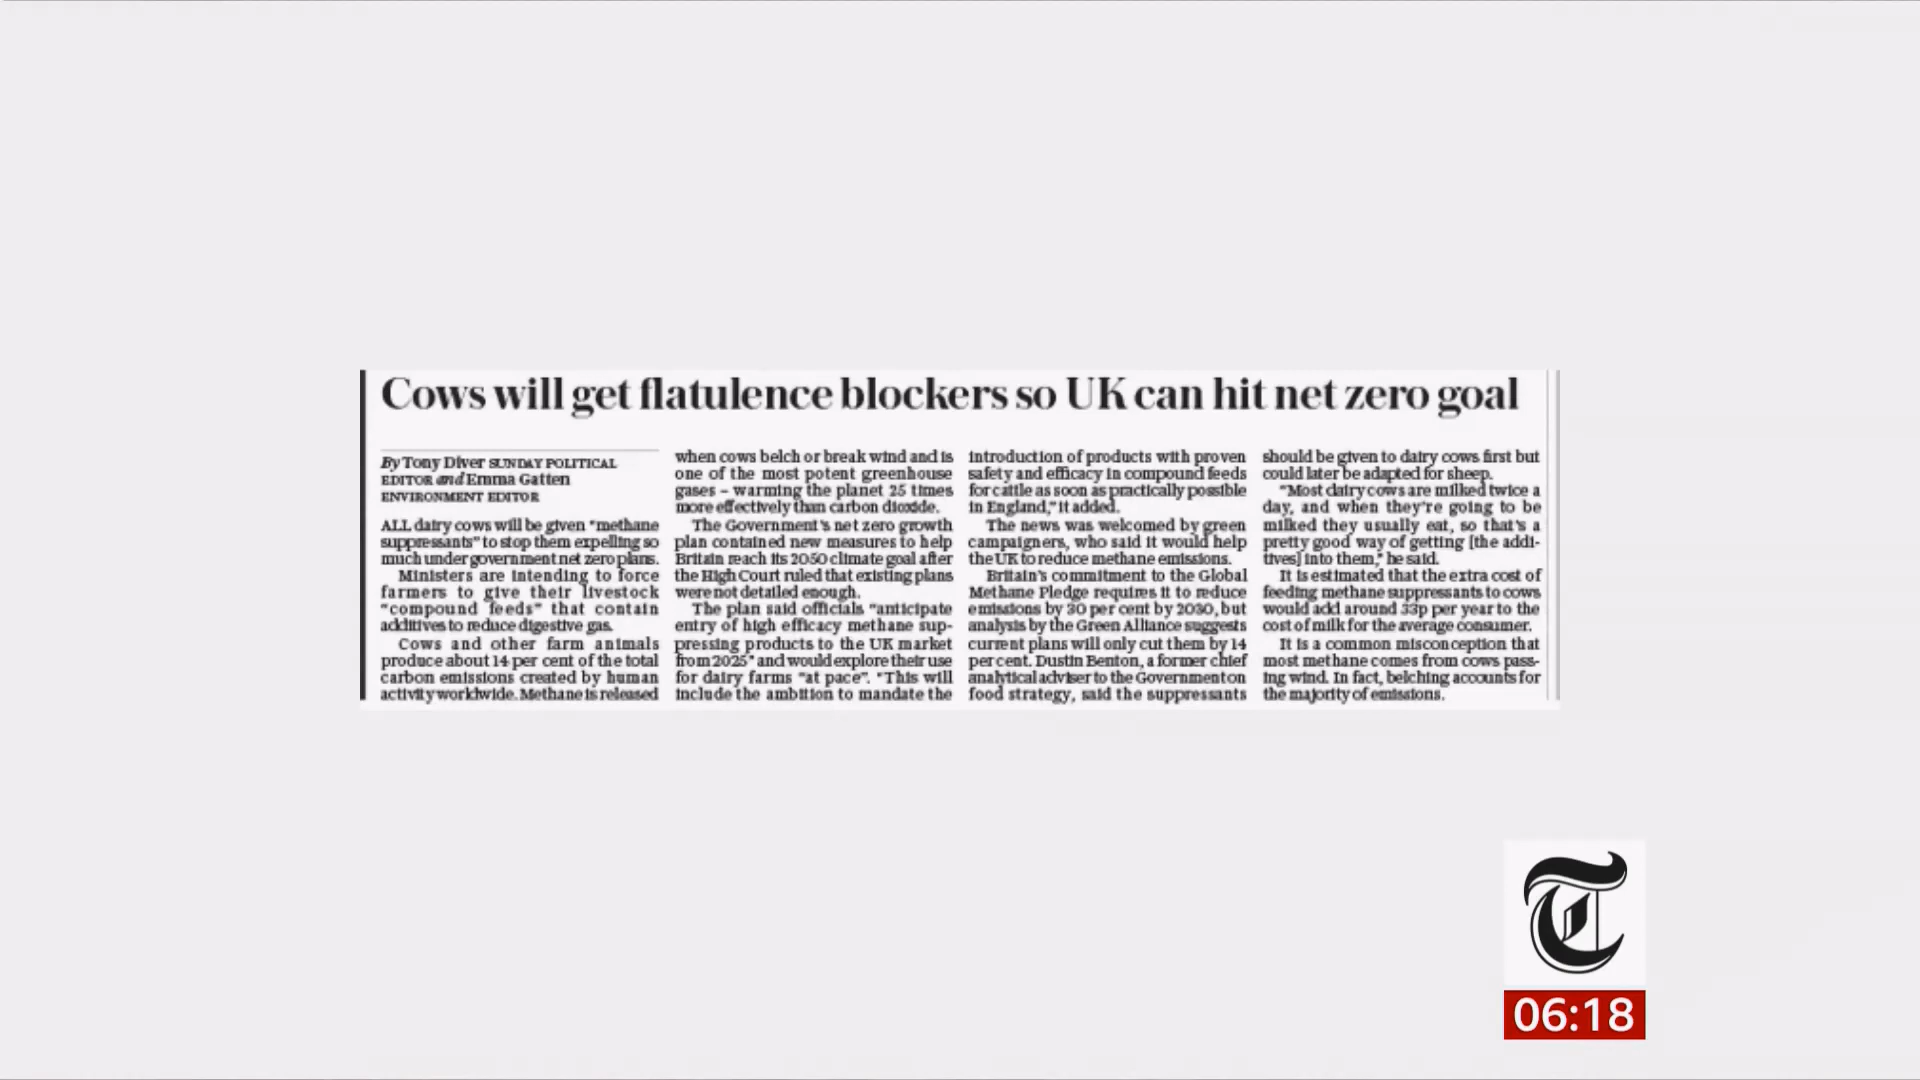 Cows will get flatulence blockers so UK can hit net zero goal
By Tony Diver SUNDAY POLITICAL
EDITOR and Emma Gatten
ENVIRONMENT EDITOR
ALL dairy cows will be given "methane
suppressants" to stop them expelling so
much under government net zero plans.
Ministers are intending to force
farmers to give their livestock
"compound feeds" that contain
additives to reduce digestive gas.
Cows and other farm animals
produce about 14 per cent of the total
carbon emissions created by human
activity worldwide. Methane is released
when cows belch or break wind and is
one of the most potent greenhouse
gases – warming the planet 25 times
more effectively than carbon dioxide.
The Government's net zero growth
plan contained new measures to help
Britain reach its 2050 climate goal after
the High Court ruled that existing plans
were not detailed enough.
The plan said officials "anticipate
entry of high efficacy methane sup-
pressing products to the UK market
from 2025" and would explore their use
for dairy farms "at pace". "This will
include the ambition to mandate the
introduction of products with proven
safety and efficacy in compound feeds
for cattle as soon as practically possible
in England," it added.
The news was welcomed by green
campaigners, who said it would help
the UK to reduce methane emissions.
Britain's commitment to the Global
Methane Pledge requires it to reduce
emissions by 30 per cent by 2030, but
analysis by the Green Alliance suggests
current plans will only cut them by 14
per cent. Dustin Benton, a former chief
analytical adviser to the Government on
food strategy, said the suppressants
should be given to dairy cows first but
could later be adapted for sheep.
"Most dairy cows are milked twice a
day, and when they're going to be
milked they usually eat, so that's a
pretty good way of getting [the addi-
tives] into them," he said.
It is estimated that the extra cost of
feeding methane suppressants to cows
would add around 33p per year to the
cost of milk for the average consumer.
It is a common misconception that
most methane comes from cows pass-
ing wind. In fact, belching accounts for
the majority of emissions.
T
06:18